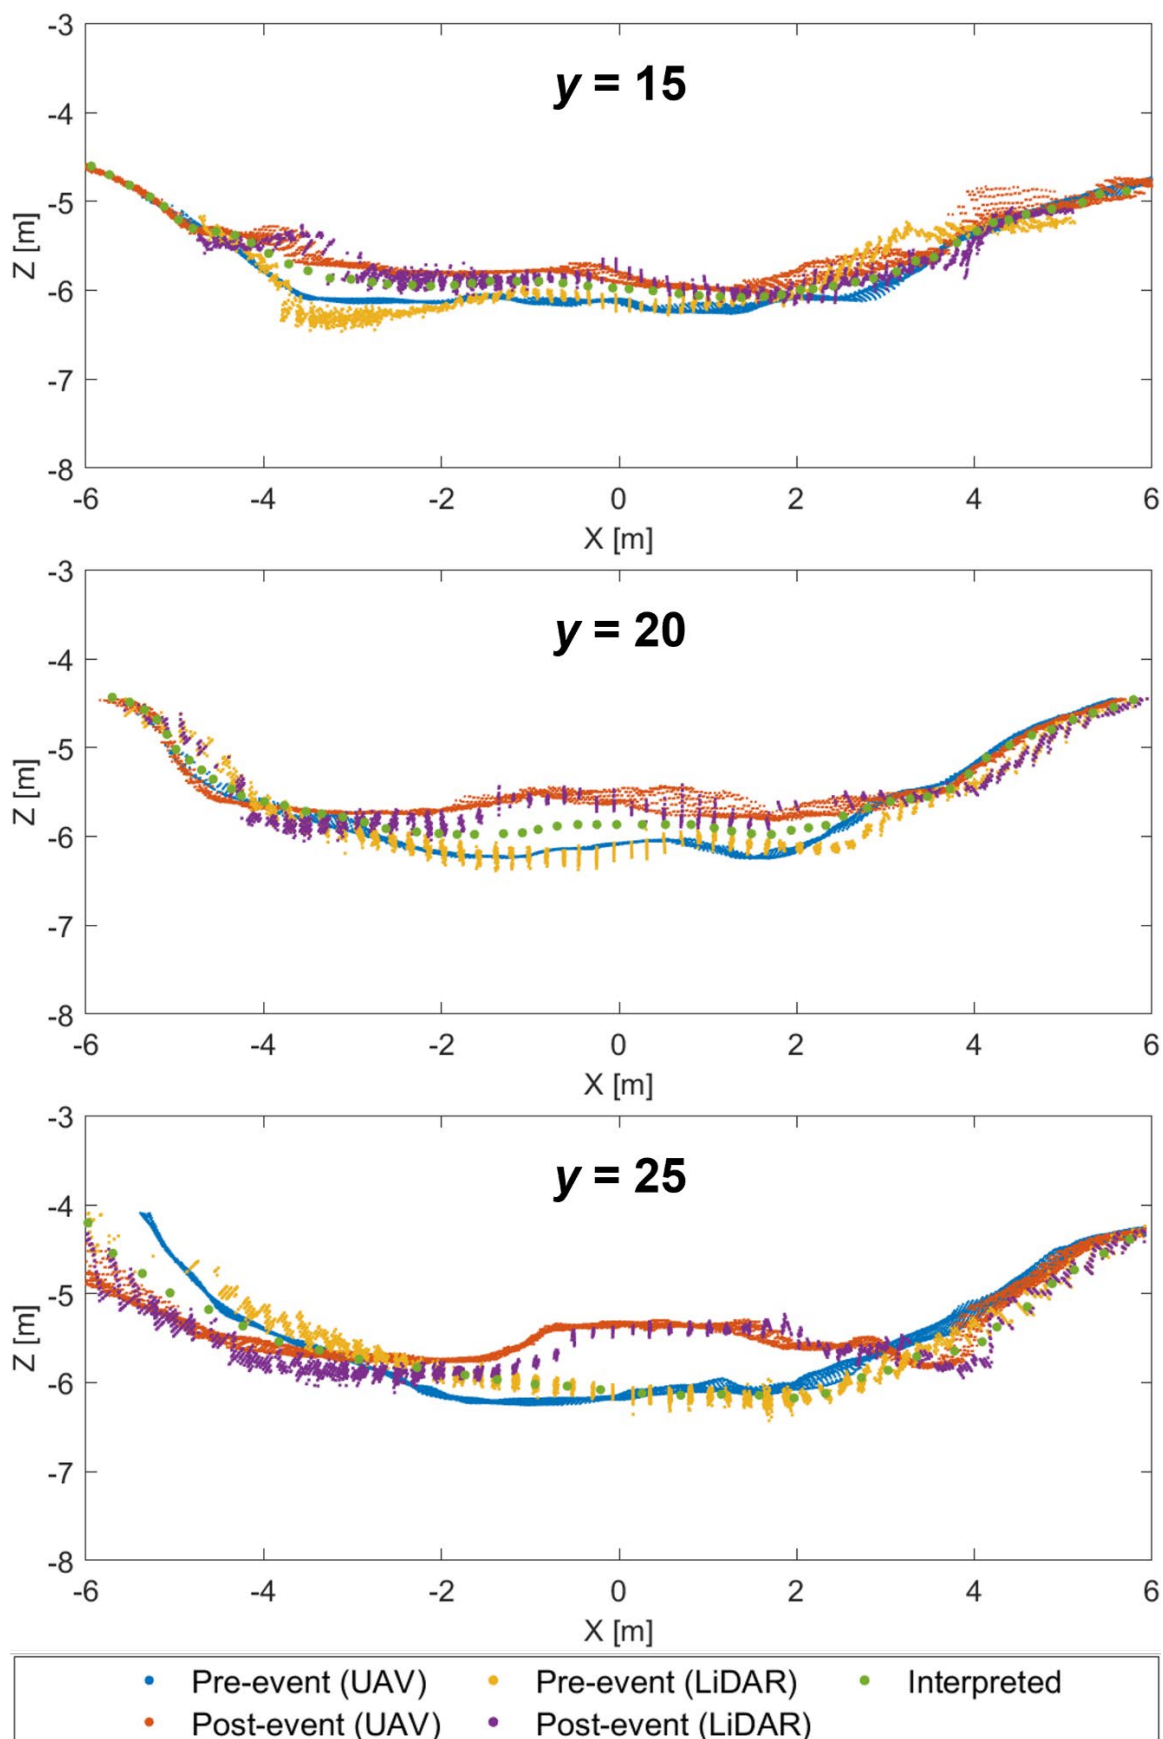 -3
y = 15
-4
-5
Z [m]
-6
-7
-8
-6 -4 -2 0 2 4 6
X [m]
-3
y = 20
-4
-5
Z [m]
-6
-7
-8
-6 -4 -2 0 2 4 6
X [m]
-3
y = 25
-4
-5
Z [m]
-6
-7
-8
-6 -4 -2 0 2 4 6
X [m]
Pre-event (UAV) Pre-event (LiDAR) Interpreted
Post-event (UAV) Post-event (LiDAR)